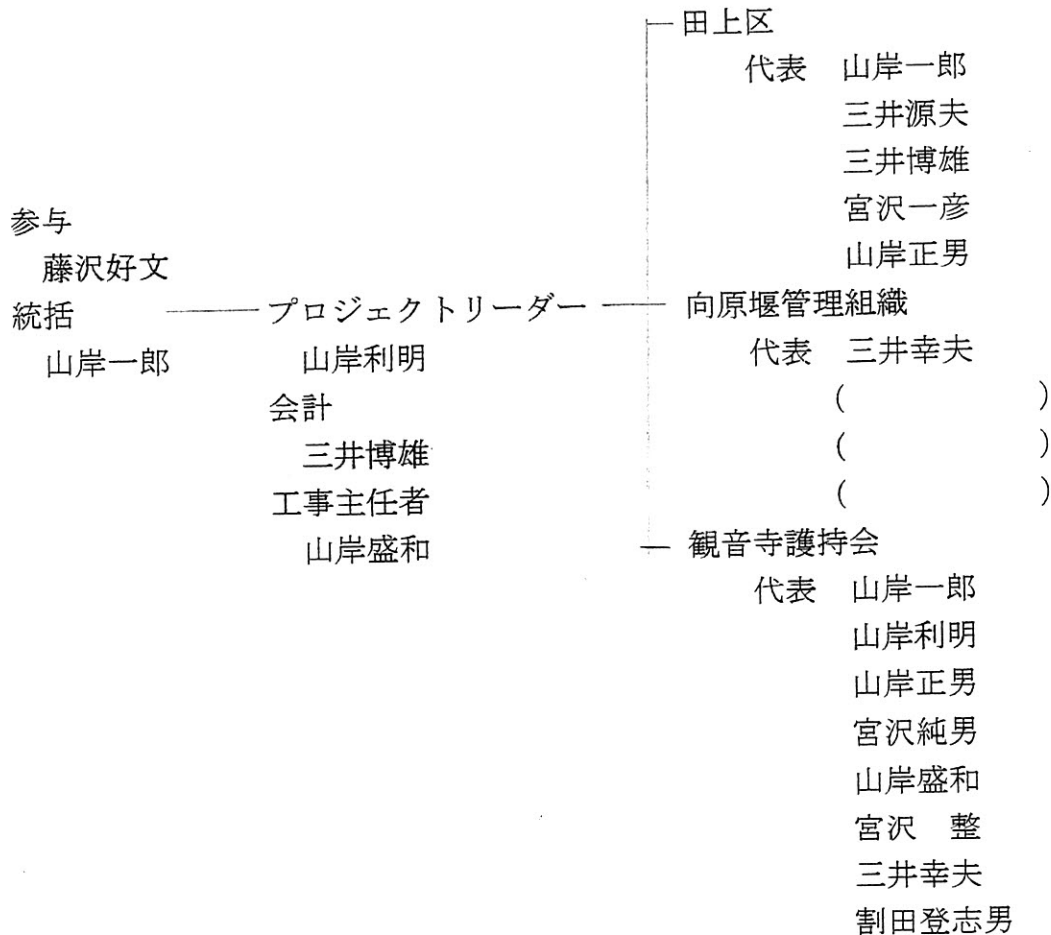 参与
藤沢好文
統括
山岸一郎
プロジェクトリーダー
山岸利明
会計
三井博雄
工事主任者
山岸盛和
田上区
代表　山岸一郎
三井源夫
三井博雄
宮沢一彦
山岸正男
向原堰管理組織
代表　三井幸夫
(　　　　)
(　　　　)
(　　　　)
観音寺護持会
代表　山岸一郎
山岸利明
山岸正男
宮沢純男
山岸盛和
宮沢　整
三井幸夫
割田登志男